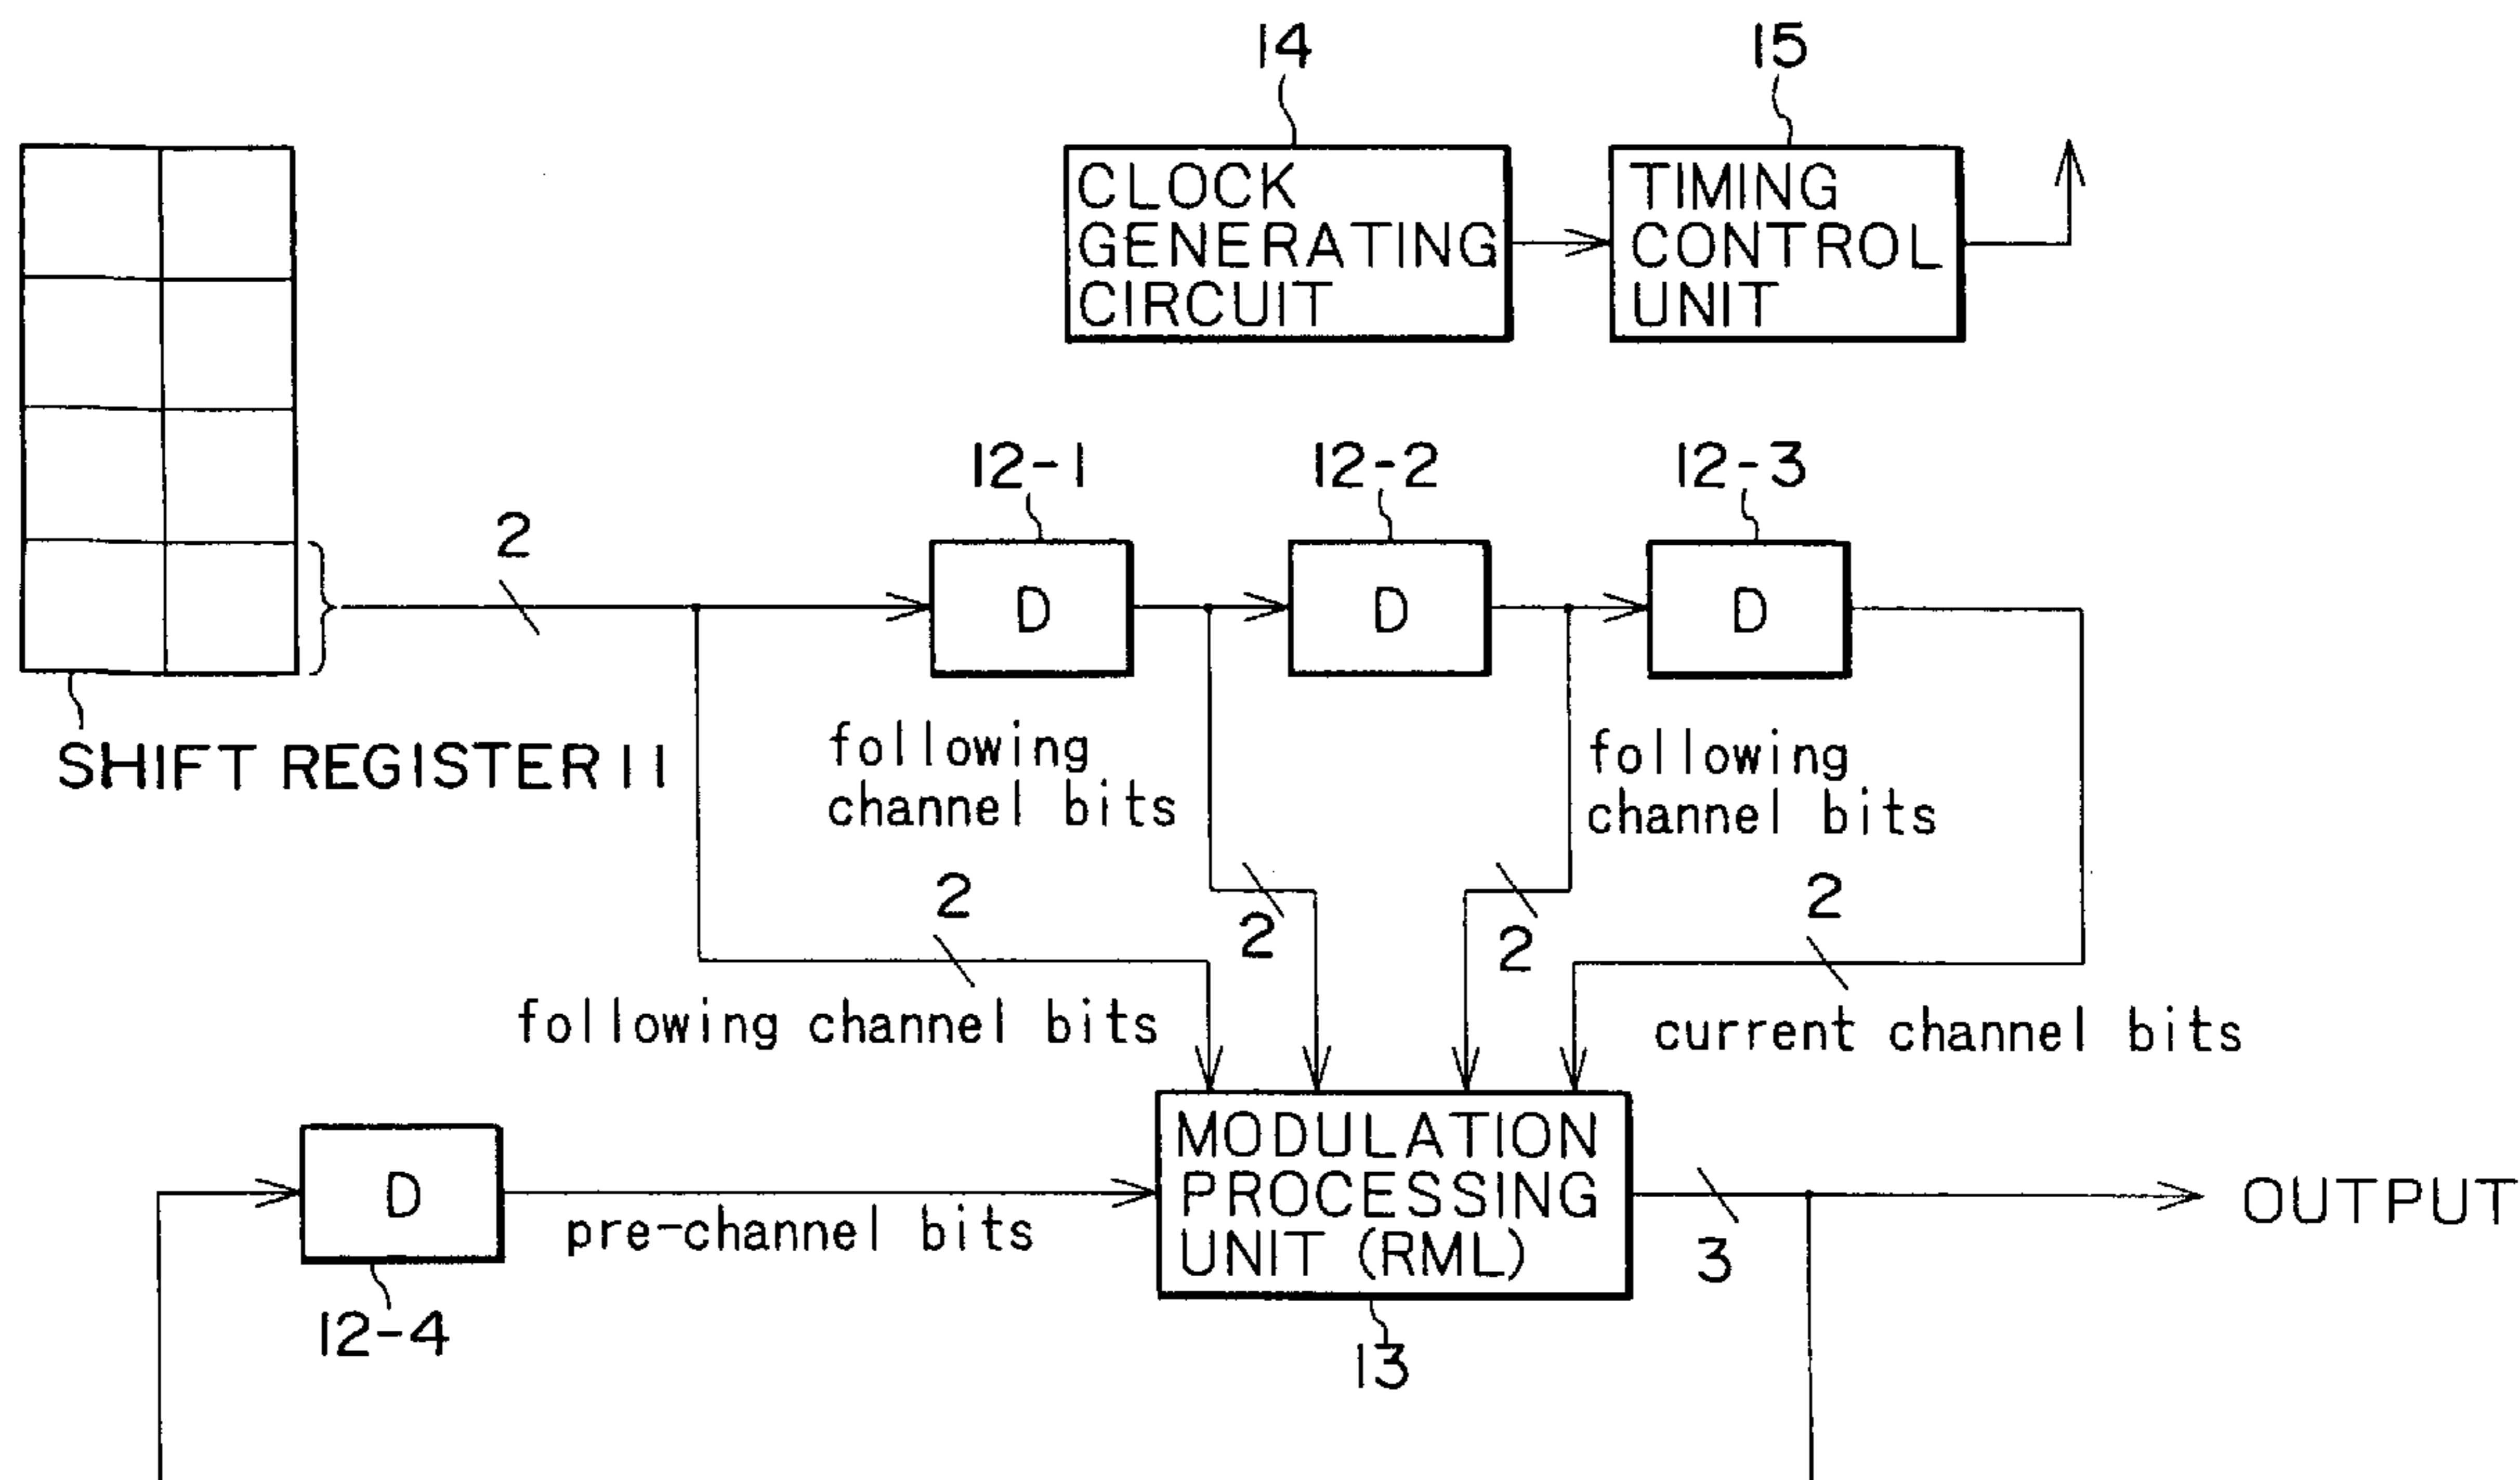 14
15
CLOCK
GENERATING
CIRCUIT
TIMING
CONTROL
UNIT
12-1
12-2
12-3
2
D
D
D
SHIFT REGISTER 11
following
channel bits
following
channel bits
2
2
2
2
following channel bits
current channel bits
D
pre-channel bits
12-4
MODULATION
PROCESSING
UNIT (RML)
13
3
OUTPUT